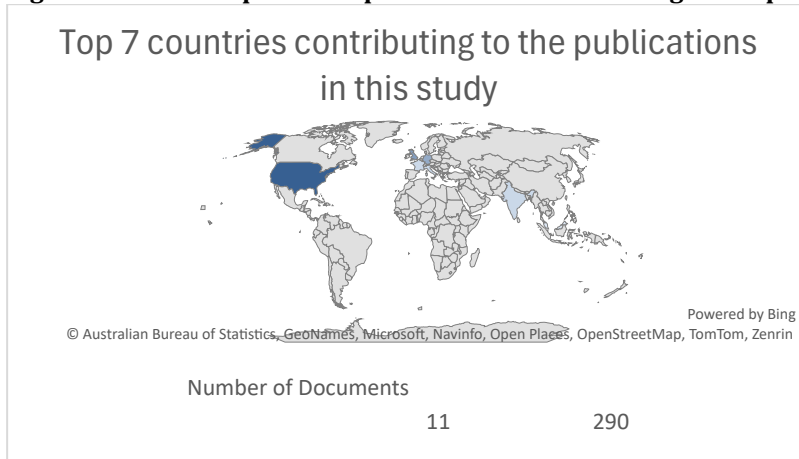 Top 7 countries contributing to the publications
in this study
Powered by Bing
© Australian Bureau of Statistics, GeoNames, Microsoft, Navinfo, Open Places, OpenStreetMap, TomTom, Zenrin
Number of Documents
11 290